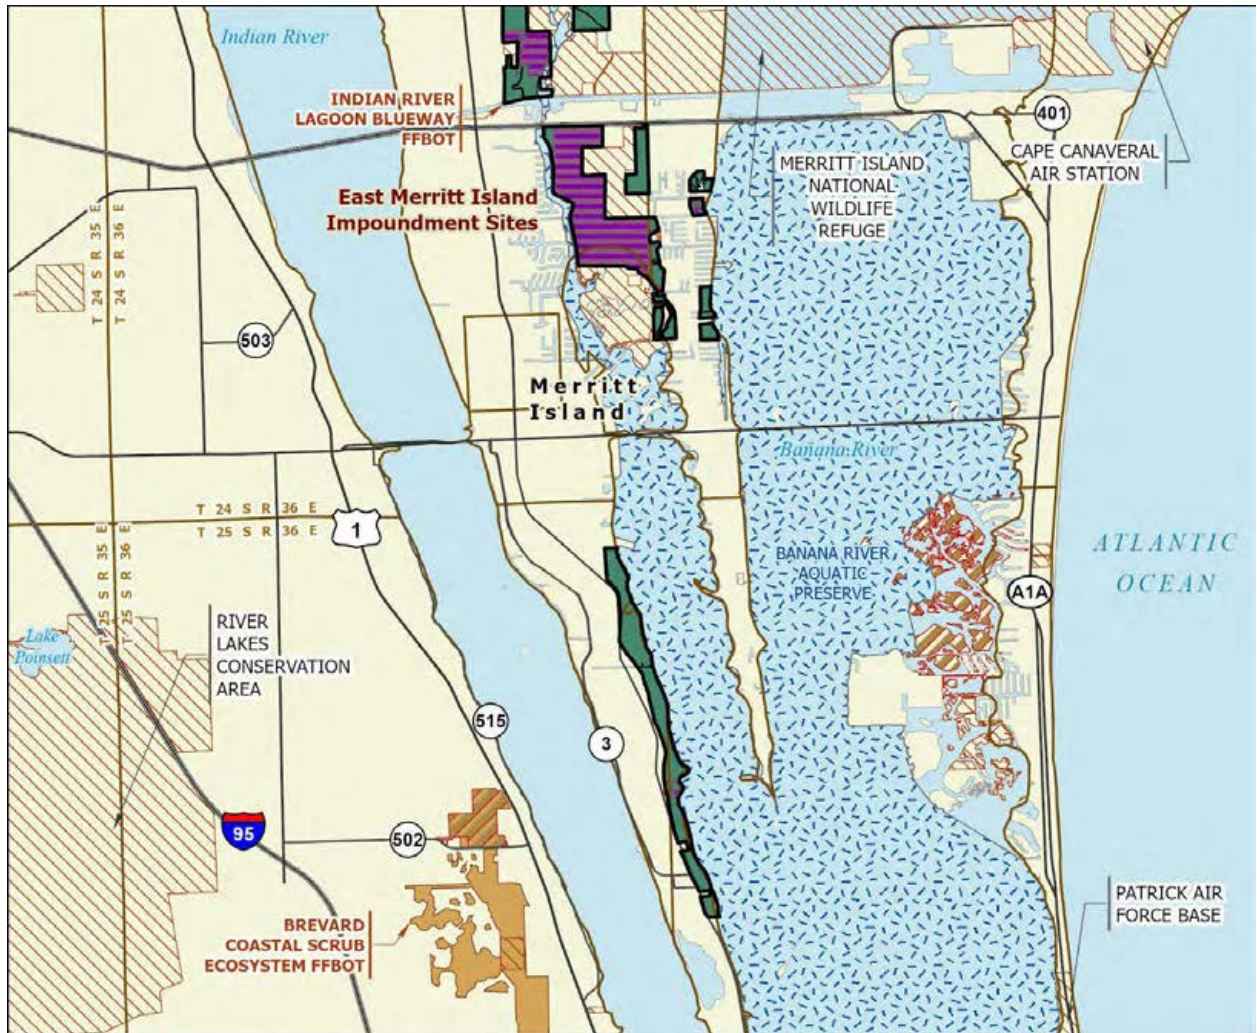 Indian River
INDIAN RIVER
LAGOON BLUEWAY
FFBOT
401
CAPE CANAVERAL
AIR STATION
MERRITT ISLAND
NATIONAL
WILDLIFE
REFUGE
East Merritt Island
Impoundment Sites
T 24 S R 35 E
T 24 S R 36 E
503
Merritt
Island
Banana River
T 24 S R 36 E
T 25 S R 36 E
1
T 25 S R 35 E
T 25 S R 36 E
BANANA RIVER
AQUATIC
PRESERVE
ATLANTIC
OCEAN
A1A
RIVER
LAKES
CONSERVATION
AREA
Lake
Poinsett
515
3
95
502
BREVARD
COASTAL SCRUB
ECOSYSTEM FFBOT
PATRICK AIR
FORCE BASE